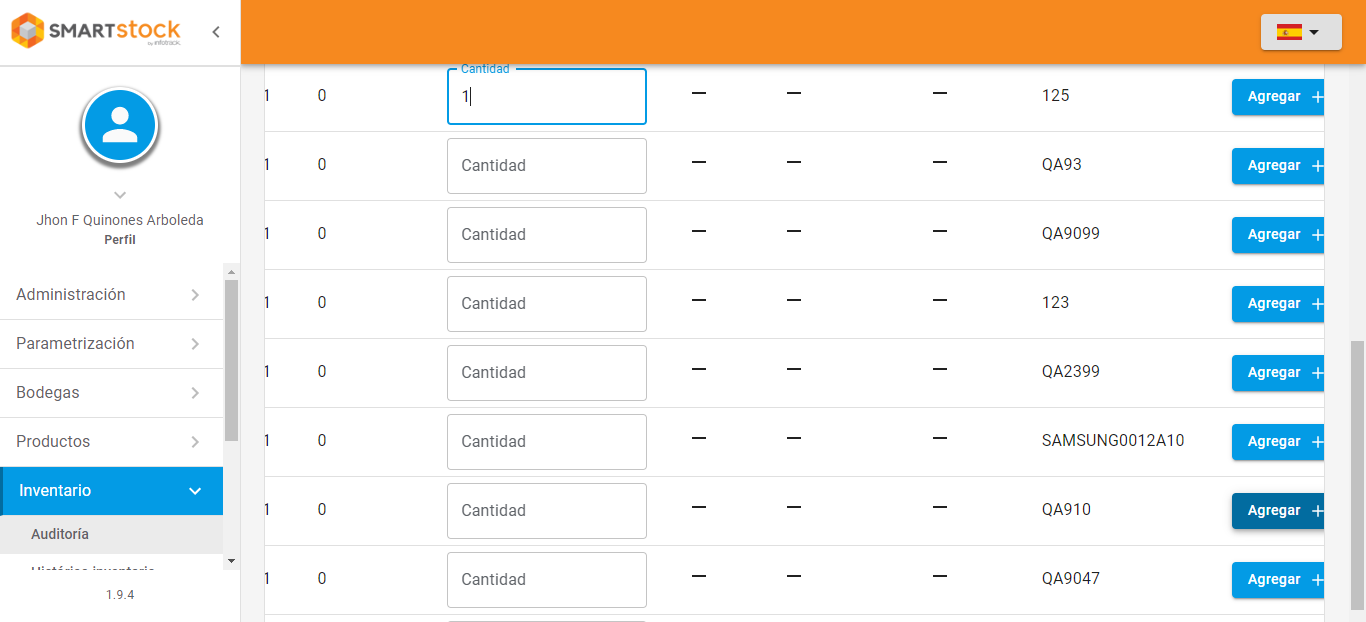 SMARTstock
by infotrack.
Jhon F Quinones Arboleda
Perfil
Administración
Parametrización
Bodegas
Productos
Inventario
Auditoría
Histórico inventario
1.9.4
Cantidad
1 0 1 — — — 125 Agregar +
1 0 Cantidad — — — QA93 Agregar +
1 0 Cantidad — — — QA9099 Agregar +
1 0 Cantidad — — — 123 Agregar +
1 0 Cantidad — — — QA2399 Agregar +
1 0 Cantidad — — — SAMSUNG0012A10 Agregar +
1 0 Cantidad — — — QA910 Agregar +
1 0 Cantidad — — — QA9047 Agregar +